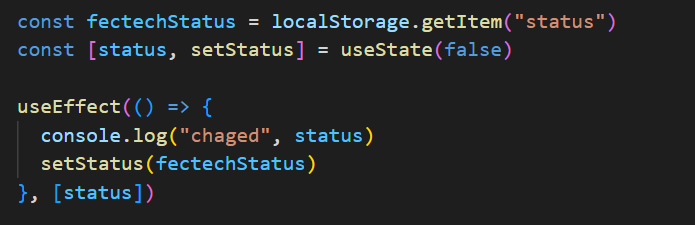 const fectechStatus = localStorage.getItem("status")
const [status, setStatus] = useState(false)
useEffect(() => {
console.log("chaged", status)
setStatus(fectechStatus)
}, [status])